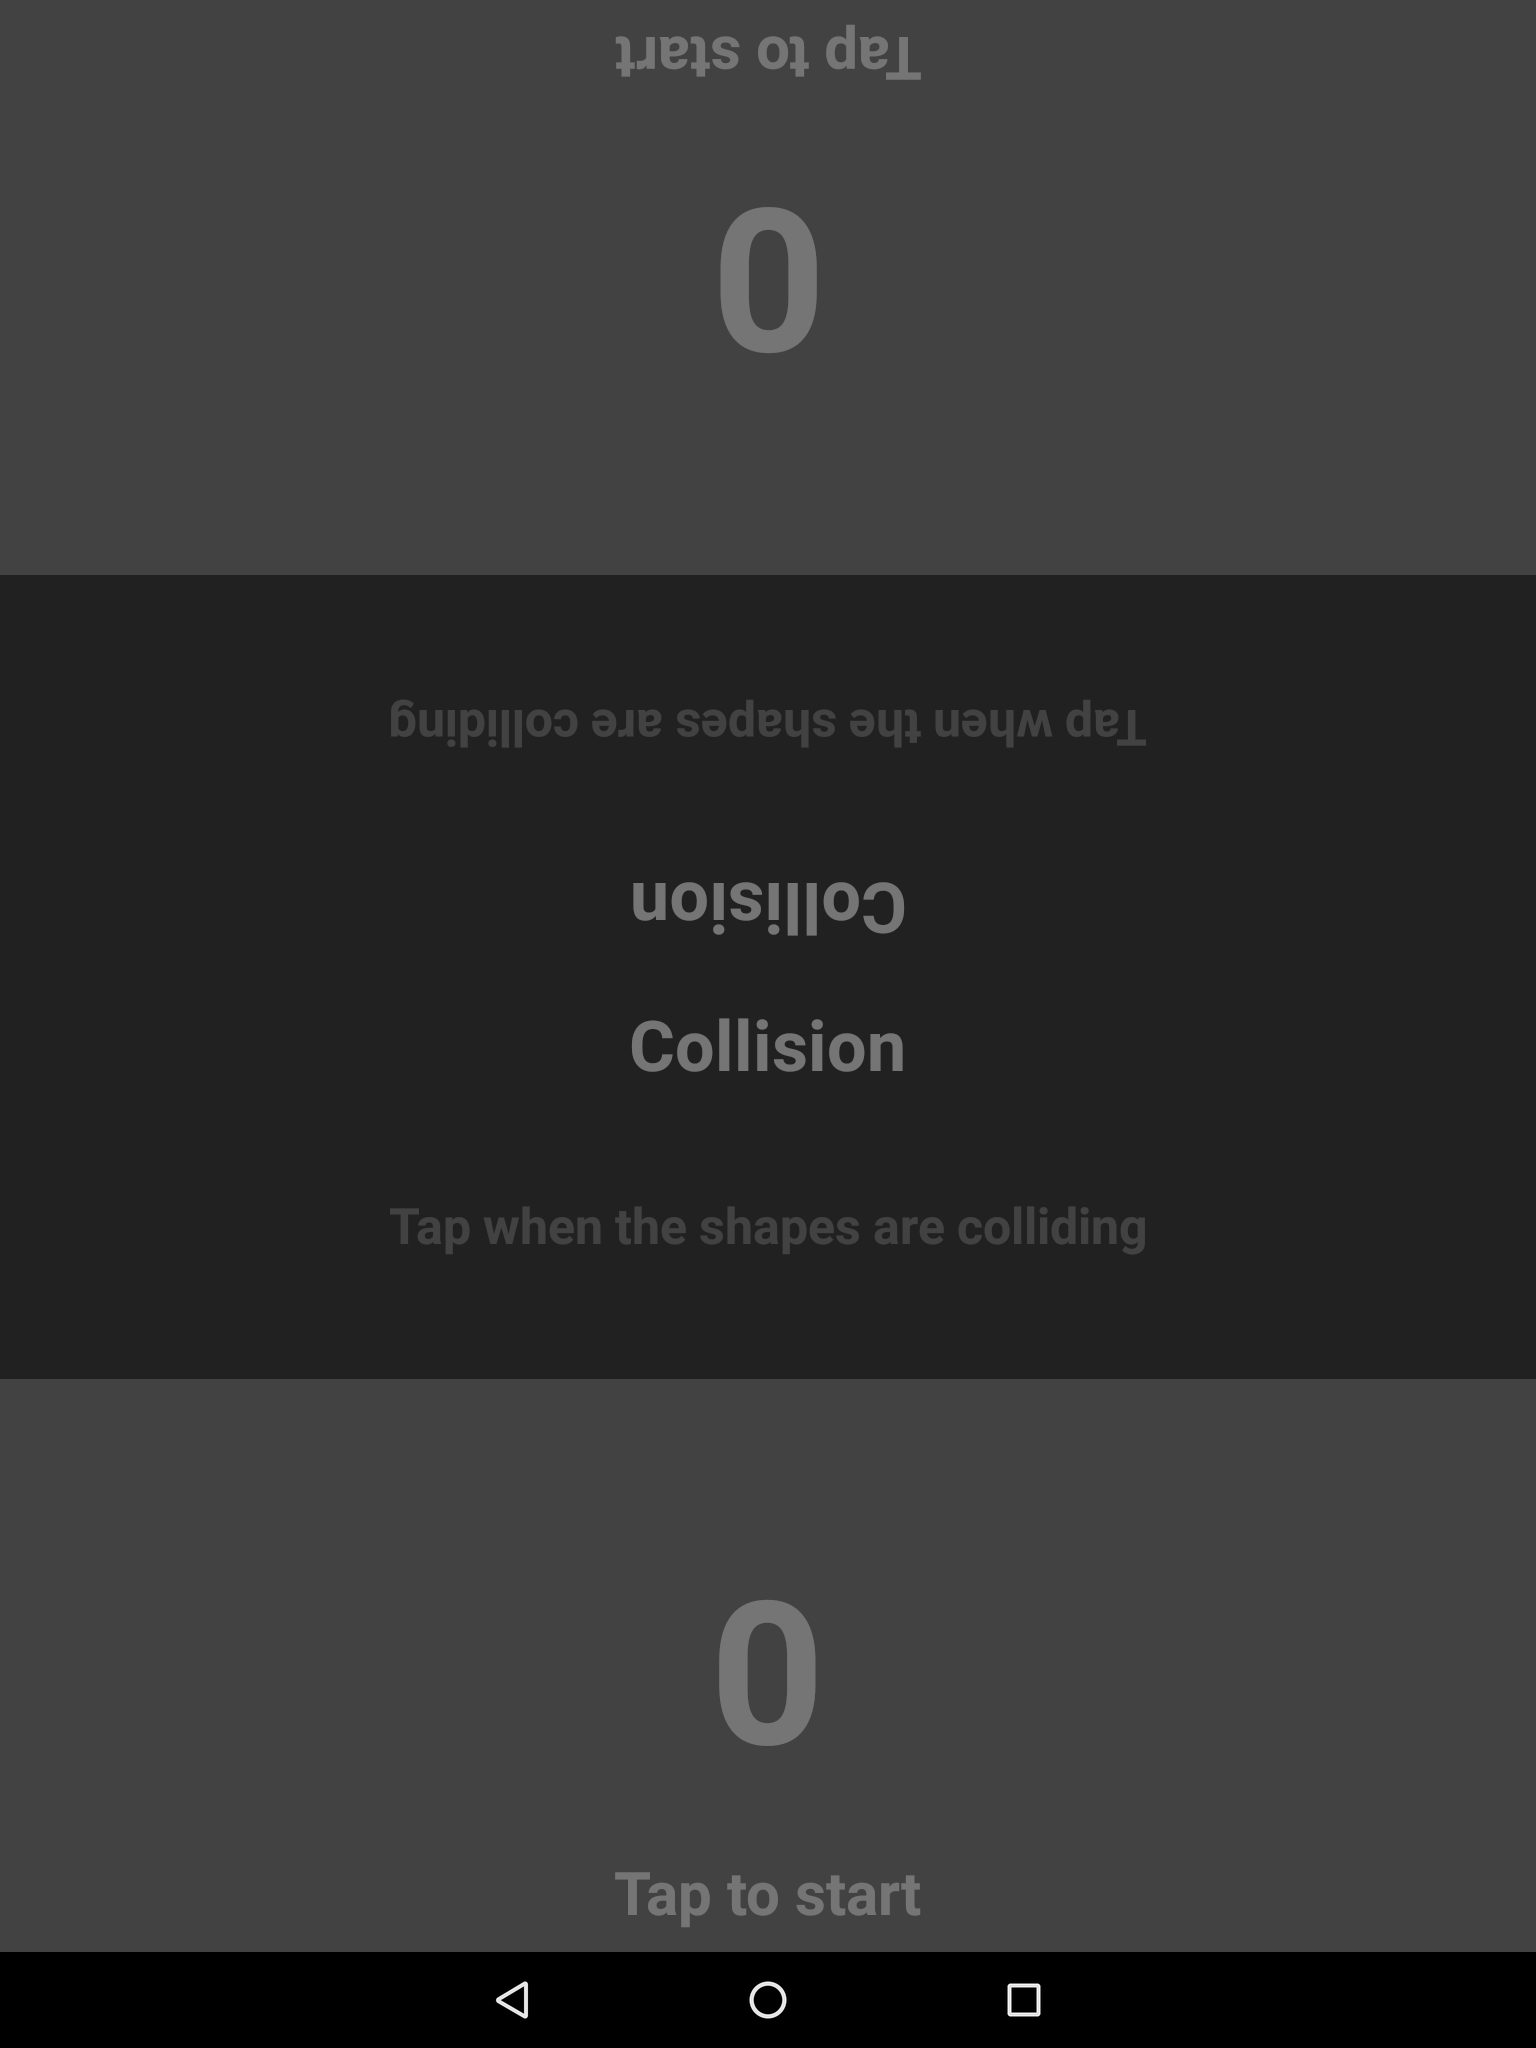 Tap to start
0
Tap when the shapes are colliding
Collision
Collision
Tap when the shapes are colliding
0
Tap to start